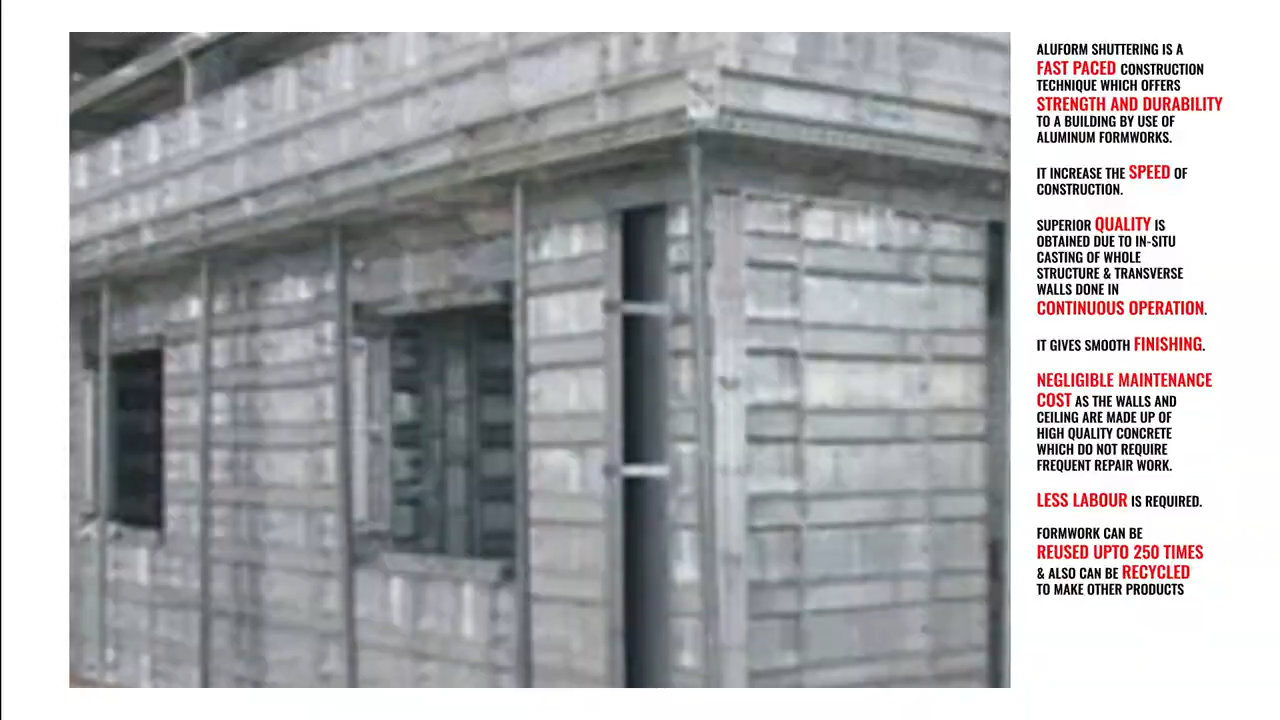 ALUFORM SHUTTERING IS A
FAST PACED CONSTRUCTION
TECHNIQUE WHICH OFFERS
STRENGTH AND DURABILITY
TO A BUILDING BY USE OF
ALUMINUM FORMWORKS.
IT INCREASE THE SPEED OF
CONSTRUCTION.
SUPERIOR QUALITY IS
OBTAINED DUE TO IN-SITU
CASTING OF WHOLE
STRUCTURE & TRANSVERSE
WALLS DONE IN
CONTINUOUS OPERATION.
IT GIVES SMOOTH FINISHING.
NEGLIGIBLE MAINTENANCE
COST AS THE WALLS AND
CEILING ARE MADE UP OF
HIGH QUALITY CONCRETE
WHICH DO NOT REQUIRE
FREQUENT REPAIR WORK.
LESS LABOUR IS REQUIRED.
FORMWORK CAN BE
REUSED UPTO 250 TIMES
& ALSO CAN BE RECYCLED
TO MAKE OTHER PRODUCTS